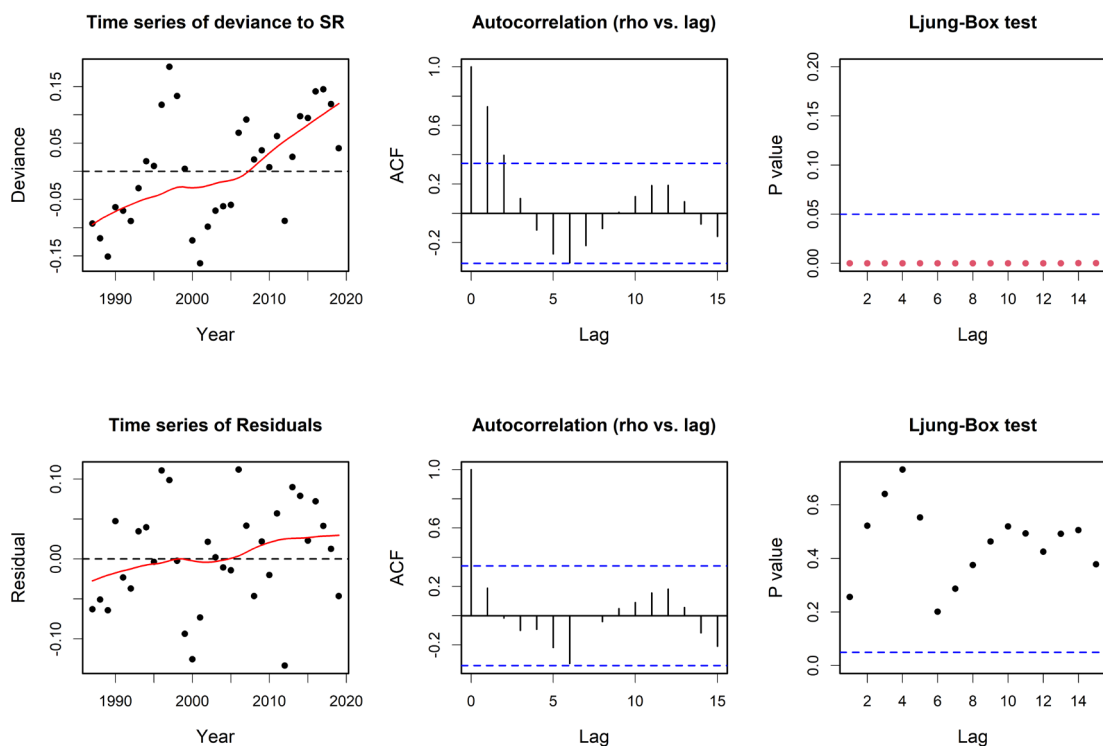 Time series of deviance to SR
Deviance
0.15
0.05
-0.05
-0.15
1990 2000 2010 2020
Year
Autocorrelation (rho vs. lag)
ACF
1.0
0.6
0.2
-0.2
0 5 10 15
Lag
Ljung-Box test
P value
0.20
0.15
0.10
0.05
0.00
2 4 6 8 10 12 14
Lag
Time series of Residuals
Residual
0.10
0.00
-0.10
1990 2000 2010 2020
Year
Autocorrelation (rho vs. lag)
ACF
1.0
0.6
0.2
-0.2
0 5 10 15
Lag
Ljung-Box test
P value
0.6
0.4
0.2
0.0
2 4 6 8 10 12 14
Lag